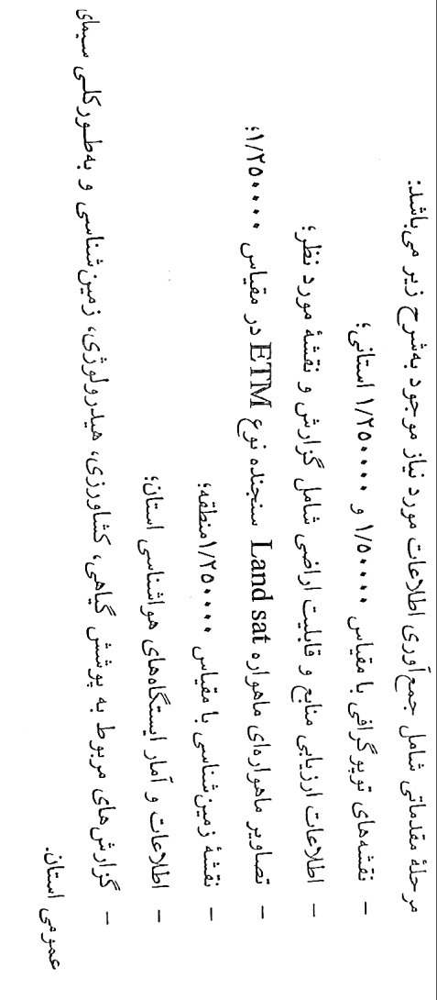 مرحلهٔ مقدماتی شامل جمع‌آوری اطلاعات مورد نیاز موجود به‌شرح زیر می‌باشد:
– نقشه‌های توپوگرافی با مقیاس ۱/۵۰۰۰۰ و ۱/۲۵۰۰۰۰ استانی؛
– اطلاعات ارزیابی منابع و قابلیت اراضی شامل گزارش و نقشهٔ مورد نظر؛
– تصاویر ماهواره‌ای ماهواره Land sat سنجنده نوع ETM در مقیاس ۱/۲۵۰۰۰۰؛
– نقشهٔ زمین‌شناسی با مقیاس ۱/۲۵۰۰۰۰ منطقه؛
– اطلاعات و آمار ایستگاه‌های هواشناسی استان؛
– گزارش‌های مربوط به پوشش گیاهی، کشاورزی، هیدرولوژی، زمین‌شناسی و به‌طورکلی سیمای
عمومی استان.